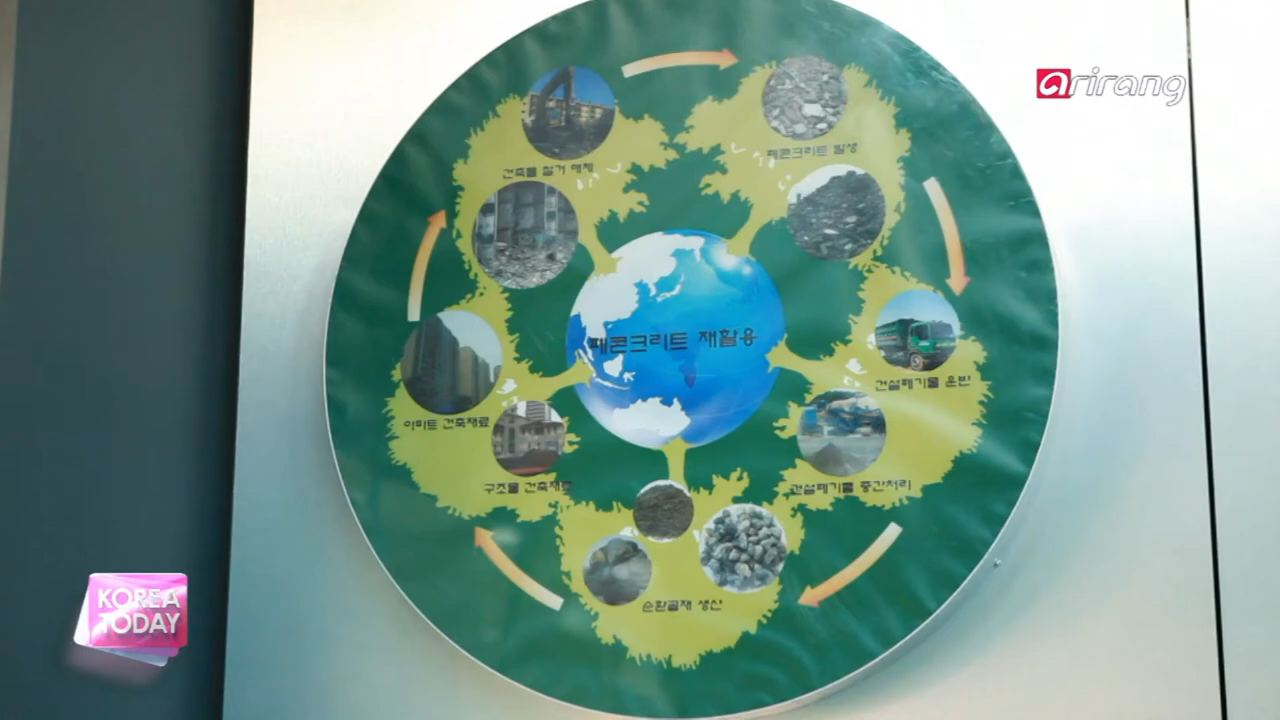 arirang
건축물 철거 해체
폐콘크리트 발생
폐콘크리트 재활용
건설폐기물 운반
아파트 건축재료
구조물 건축재료
건설폐기물 중간처리
순환골재 생산
KOREA
TODAY